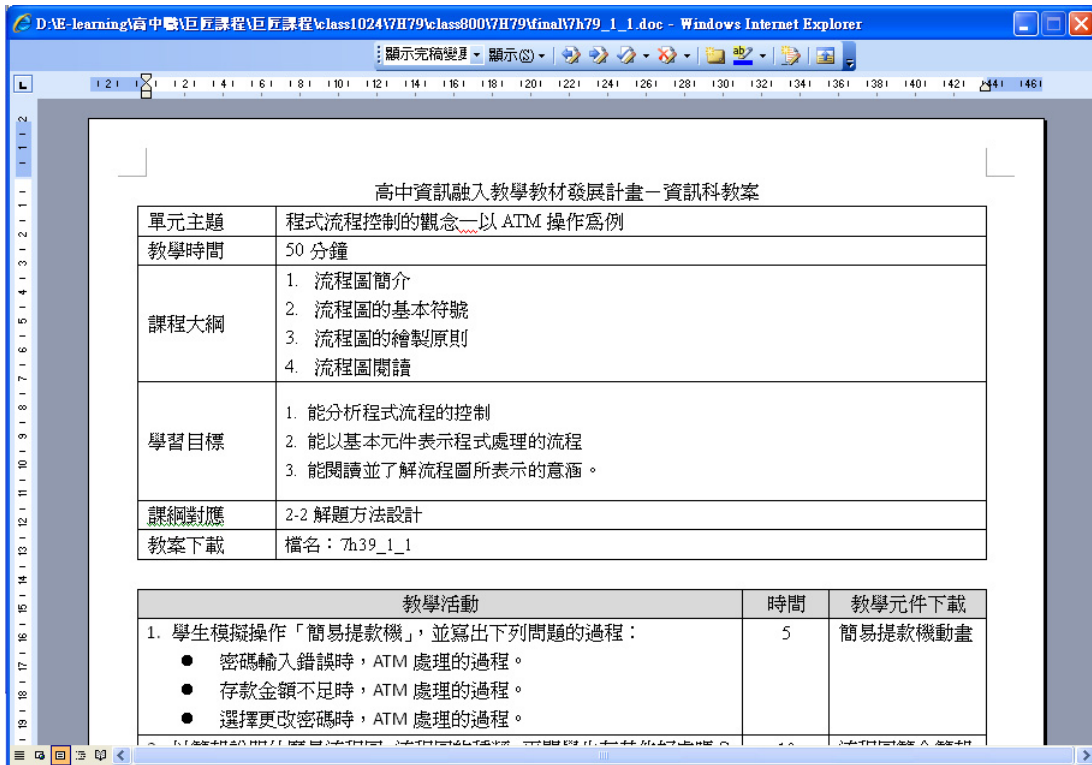 D:\E-learning\高中職\巨匠課程\巨匠課程\class1024\7H79\class800\7H79\final\7h79_1_1.doc - Windows Internet Explorer
顯示完稿變更 顯示(S)
高中資訊融入教學教材發展計畫－資訊科教案
單元主題 程式流程控制的觀念—以 ATM 操作為例
教學時間 50 分鐘
課程大綱
1. 流程圖簡介
2. 流程圖的基本符號
3. 流程圖的繪製原則
4. 流程圖閱讀
學習目標
1. 能分析程式流程的控制
2. 能以基本元件表示程式處理的流程
3. 能閱讀並了解流程圖所表示的意涵。
課綱對應 2-2 解題方法設計
教案下載 檔名：7h39_1_1
教學活動 時間 教學元件下載
1. 學生模擬操作「簡易提款機」，並寫出下列問題的過程： 5 簡易提款機動畫
● 密碼輸入錯誤時，ATM 處理的過程。
● 存款金額不足時，ATM 處理的過程。
● 選擇更改密碼時，ATM 處理的過程。